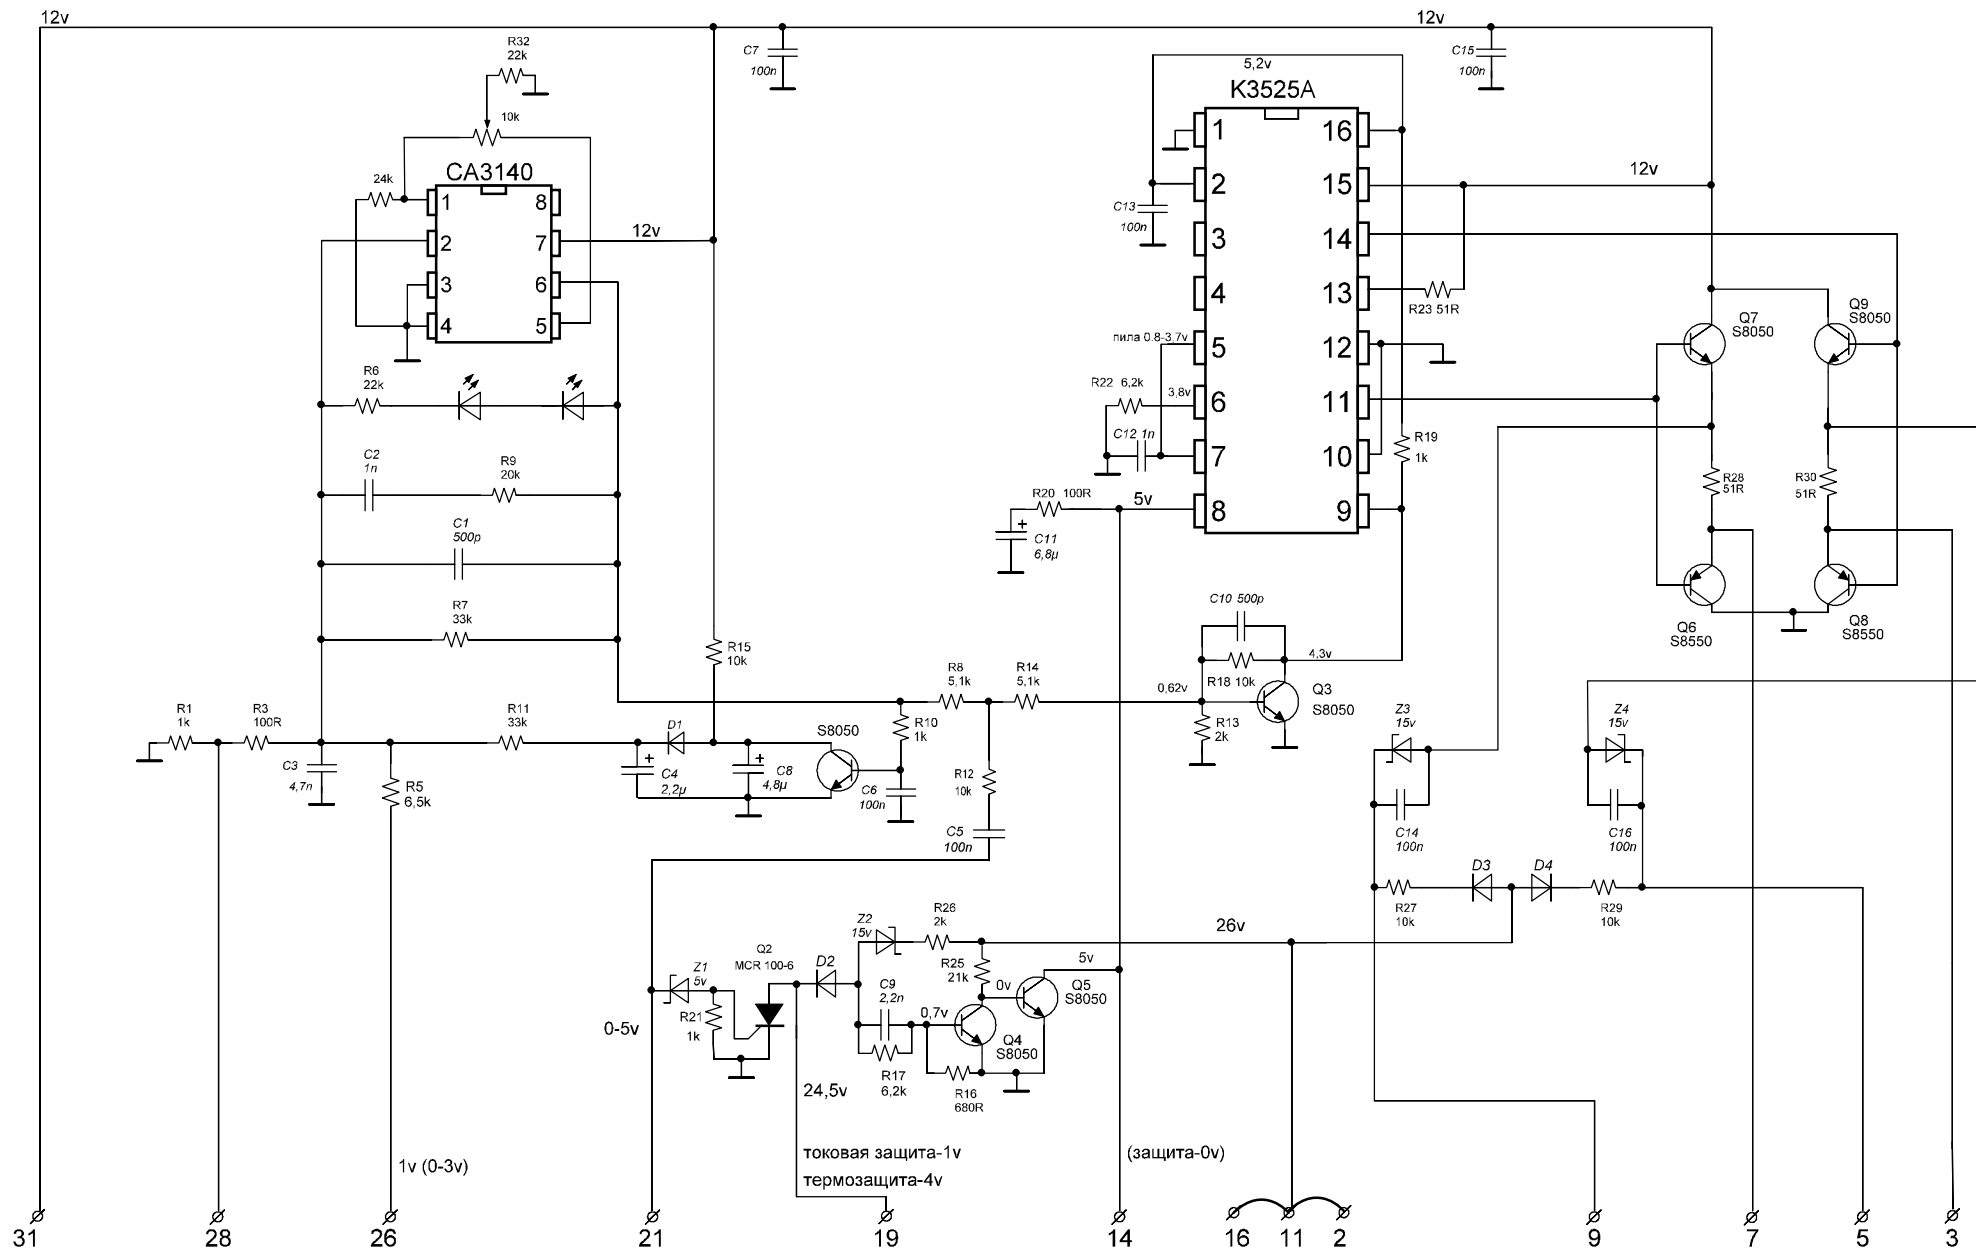 12v
12v
R32
22k
C7
100n
C15
100n
5,2v
K3525A
10k
CA3140
24k
1
2
3
4
8
7
6
5
12v
1
2
3
4
5
6
7
8
16
15
14
13
12
11
10
9
12v
C13
100n
R23 51R
пила 0.8-3,7v
R22 6,2k
3,8v
C12 1n
R19
1k
R20 100R
5v
C11
6,8µ
Q7
S8050
Q9
S8050
R28
51R
R30
51R
Q6
S8550
Q8
S8550
R6
22k
C2
1n
R9
20k
C1
500p
R7
33k
R15
10k
R8
5,1k
R14
5,1k
C10 500p
R18 10k
4,3v
0,62v
Q3
S8050
R13
2k
R1
1k
R3
100R
R11
33k
D1
S8050
R10
1k
C3
4,7n
R5
6,5k
C4
2,2µ
C8
4,8µ
C6
100n
R12
10k
C5
100n
Z3
15v
Z4
15v
C14
100n
C16
100n
D3
D4
R27
10k
R29
10k
26v
R26
2k
Z2
15v
Q2
MCR 100-6
D2
Z1
5v
R21
1k
0-5v
R25
21k
0v
5v
Q5
S8050
C9
2,2n
0,7v
Q4
S8050
R17
6,2k
R16
680R
24,5v
токовая защита-1v
термозащита-4v
(защита-0v)
1v (0-3v)
31
28
26
21
19
14
16
11
2
9
7
5
3